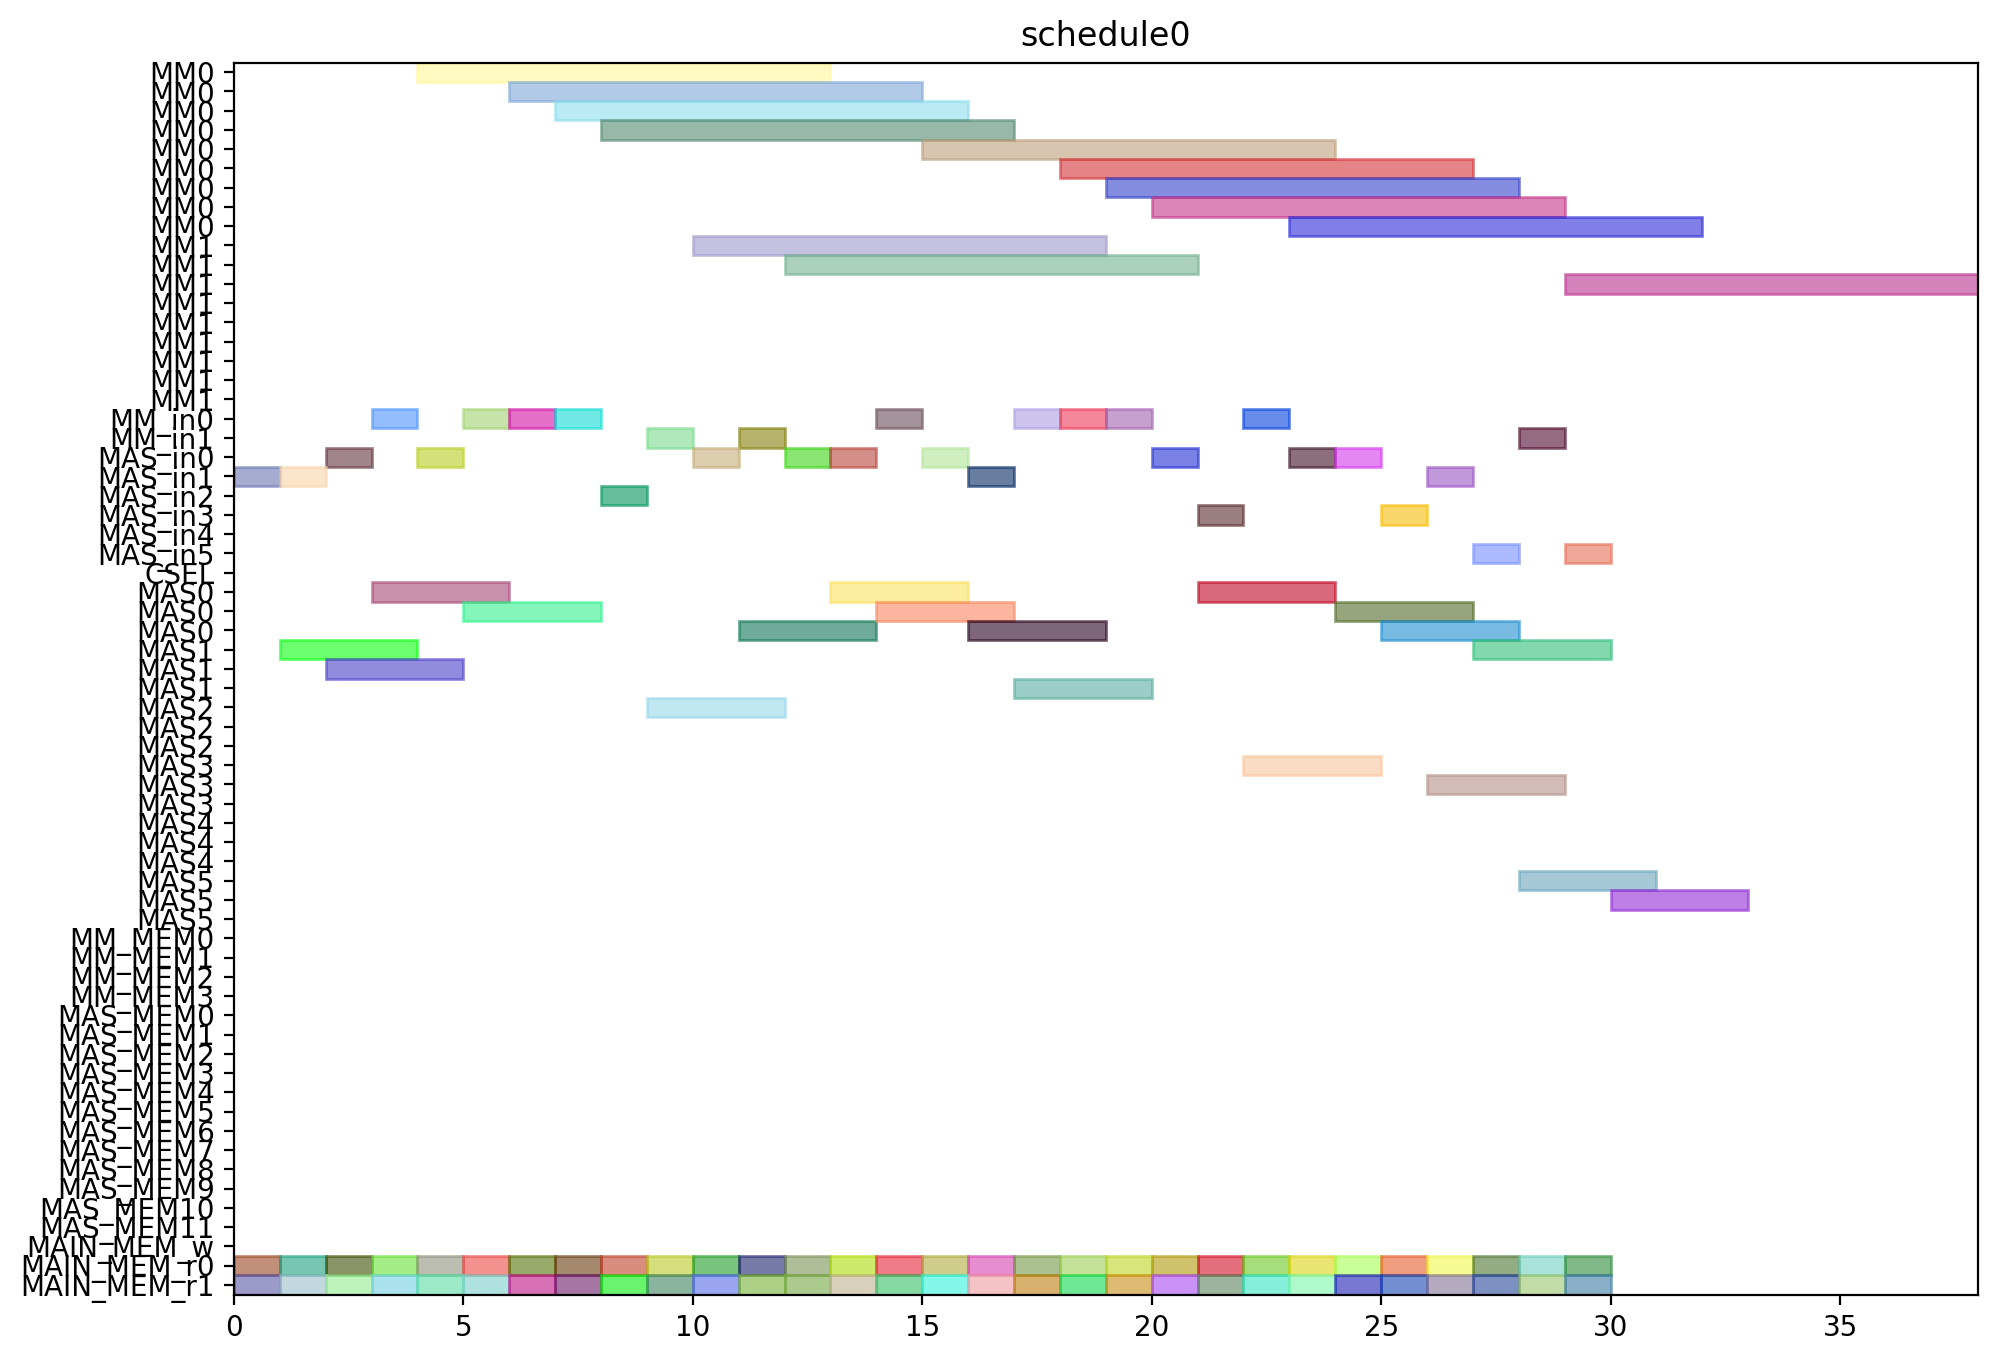 schedule0
MM0
MM0
MM0
MM0
MM0
MM0
MM0
MM0
MM0
MM1
MM1
MM1
MM1
MM1
MM1
MM1
MM1
MM1
MM_in0
MM_in1
MAS_in0
MAS_in1
MAS_in2
MAS_in3
MAS_in4
MAS_in5
CSEL
MAS0
MAS0
MAS0
MAS1
MAS1
MAS1
MAS2
MAS2
MAS2
MAS3
MAS3
MAS3
MAS4
MAS4
MAS4
MAS5
MAS5
MAS5
MM_MEM0
MM_MEM1
MM_MEM2
MM_MEM3
MAS_MEM0
MAS_MEM1
MAS_MEM2
MAS_MEM3
MAS_MEM4
MAS_MEM5
MAS_MEM6
MAS_MEM7
MAS_MEM8
MAS_MEM9
MAS_MEM10
MAS_MEM11
MAIN_MEM_w
MAIN_MEM_r0
MAIN_MEM_r1
0 5 10 15 20 25 30 35